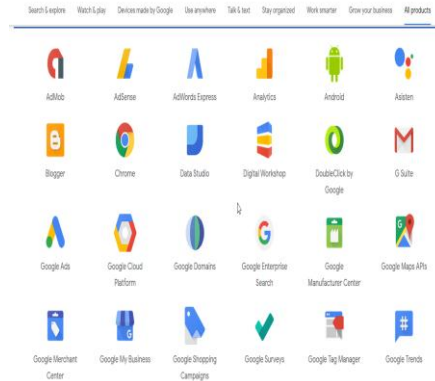 Search & explore Watch & play Devices made by Google Use anywhere Talk & text Stay organized Work smarter Grow your business All products
AdMob AdSense AdWords Express Analytics Android Asisten
Blogger Chrome Data Studio Digital Workshop DoubleClick by Google G Suite
Google Ads Google Cloud Platform Google Domains Google Enterprise Search Google Manufacturer Center Google Maps APIs
Google Merchant Center Google My Business Google Shopping Campaigns Google Surveys Google Tag Manager Google Trends